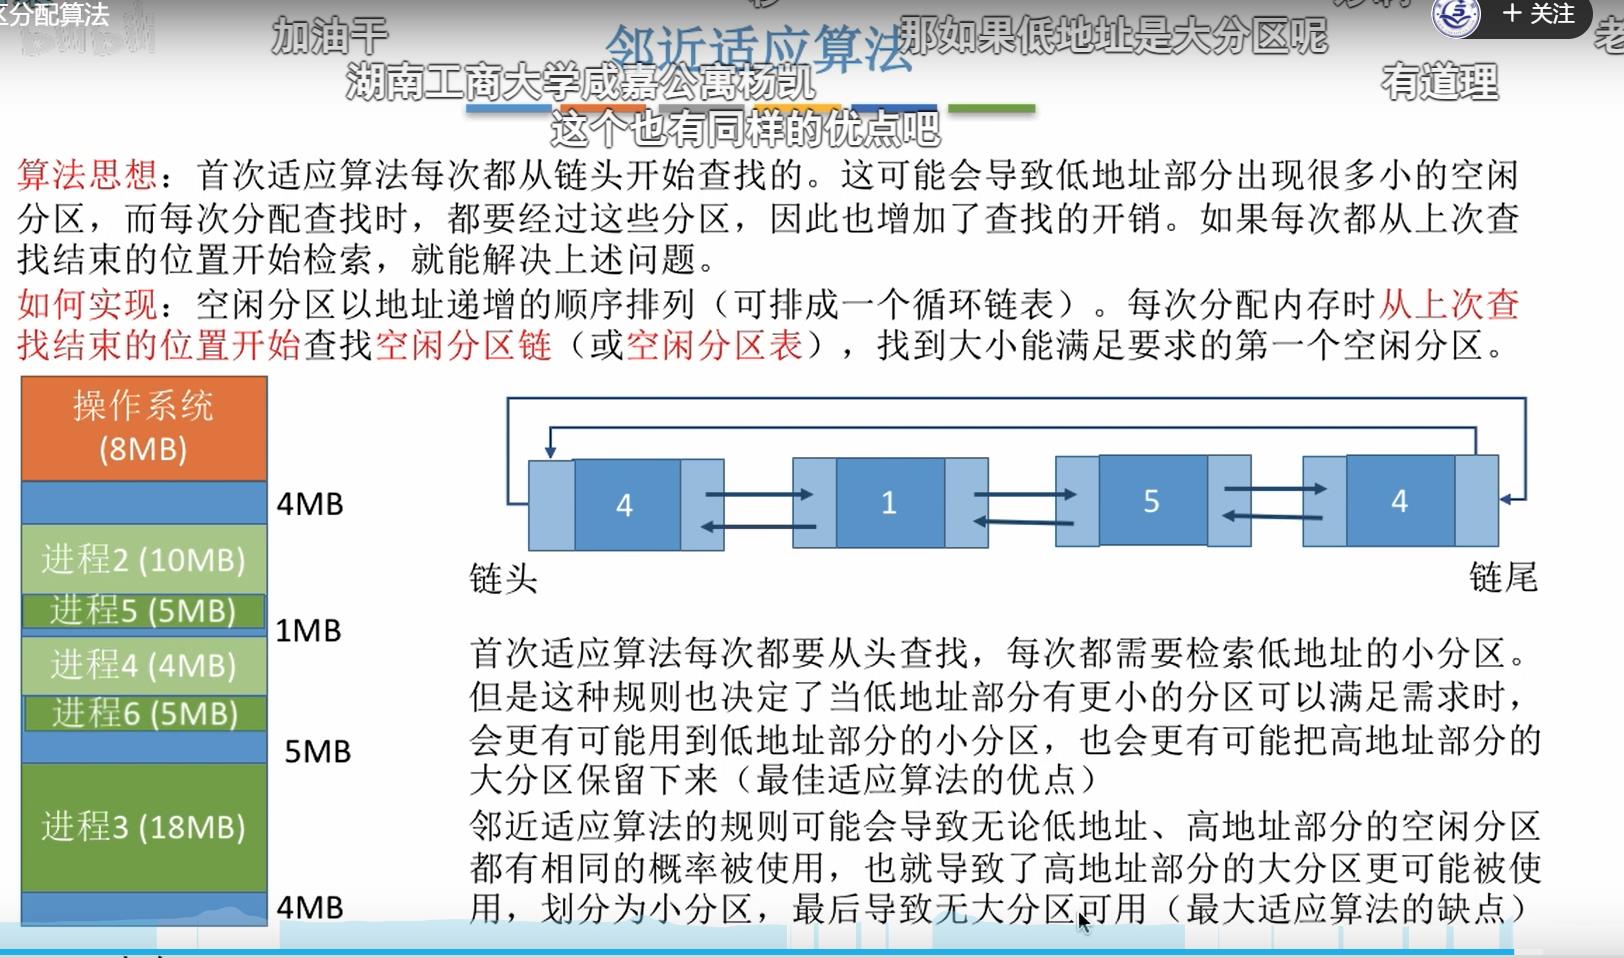 区分配算法
加油干
邻近适应算法
那如果低地址是大分区呢
+ 关注
老
湖南工商大学咸嘉公寓杨凯
有道理
这个也有同样的优点吧
算法思想：首次适应算法每次都从链头开始查找的。这可能会导致低地址部分出现很多小的空闲
分区，而每次分配查找时，都要经过这些分区，因此也增加了查找的开销。如果每次都从上次查
找结束的位置开始检索，就能解决上述问题。
如何实现：空闲分区以地址递增的顺序排列（可排成一个循环链表）。每次分配内存时从上次查
找结束的位置开始查找空闲分区链（或空闲分区表），找到大小能满足要求的第一个空闲分区。
操作系统
(8MB)
4MB
进程2 (10MB)
进程5 (5MB)
1MB
进程4 (4MB)
进程6 (5MB)
5MB
进程3 (18MB)
4MB
4
1
5
4
链头
链尾
首次适应算法每次都要从头查找，每次都需要检索低地址的小分区。
但是这种规则也决定了当低地址部分有更小的分区可以满足需求时，
会更有可能用到低地址部分的小分区，也会更有可能把高地址部分的
大分区保留下来（最佳适应算法的优点）
邻近适应算法的规则可能会导致无论低地址、高地址部分的空闲分区
都有相同的概率被使用，也就导致了高地址部分的大分区更可能被使
用，划分为小分区，最后导致无大分区可用（最大适应算法的缺点）